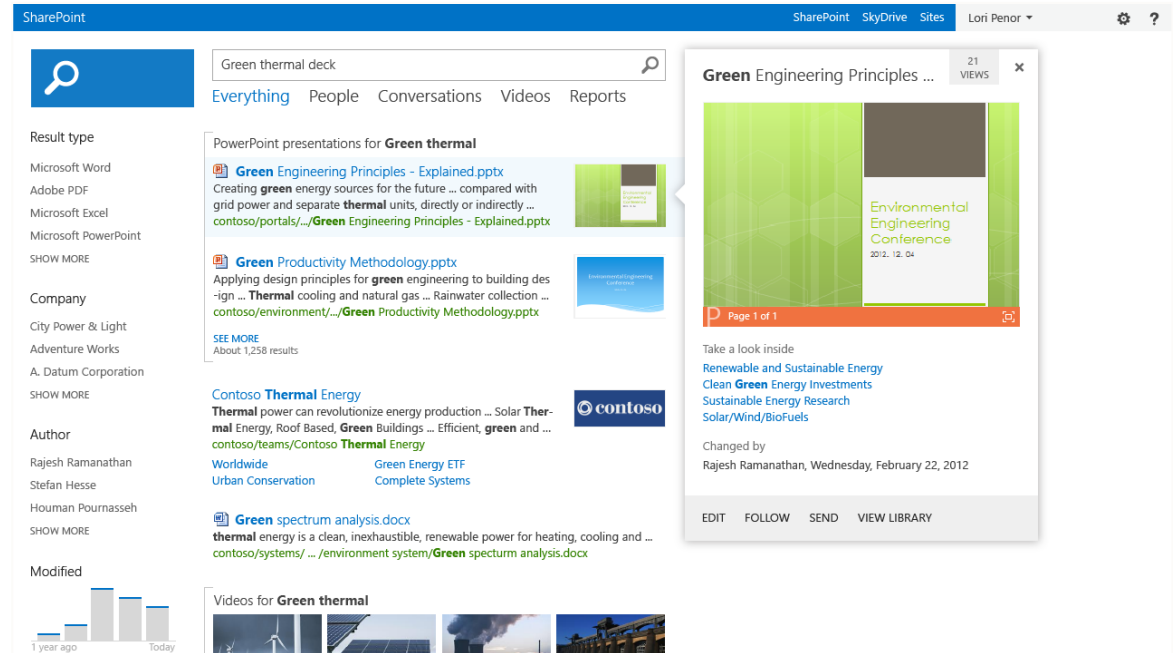 SharePoint
SharePoint SkyDrive Sites Lori Penor
?
Green thermal deck
Everything People Conversations Videos Reports
Result type
Microsoft Word
Adobe PDF
Microsoft Excel
Microsoft PowerPoint
SHOW MORE
Company
City Power & Light
Adventure Works
A. Datum Corporation
SHOW MORE
Author
Rajesh Ramanathan
Stefan Hesse
Houman Pournasseh
SHOW MORE
Modified
1 year ago Today
PowerPoint presentations for Green thermal
Green Engineering Principles - Explained.pptx
Creating green energy sources for the future ... compared with
grid power and separate thermal units, directly or indirectly ...
contoso/portals/.../Green Engineering Principles - Explained.pptx
Environmental
Engineering
Conference
Green Productivity Methodology.pptx
Applying design principles for green engineering to building des
-ign ... Thermal cooling and natural gas ... Rainwater collection ...
contoso/environment/.../Green Productivity Methodology.pptx
Environmental Engineering
Conference
SEE MORE
About 1,258 results
Contoso Thermal Energy
Thermal power can revolutionize energy production ... Solar Ther-
mal Energy, Roof Based, Green Buildings ... Efficient, green and ...
contoso/teams/Contoso Thermal Energy
contoso
Worldwide Green Energy ETF
Urban Conservation Complete Systems
Green spectrum analysis.docx
thermal energy is a clean, inexhaustible, renewable power for heating, cooling and ...
contoso/systems/ ... /environment system/Green specturm analysis.docx
Videos for Green thermal
Green Engineering Principles ...
21
VIEWS
Environmental
Engineering
Conference
2012. 12. 04
Page 1 of 1
Take a look inside
Renewable and Sustainable Energy
Clean Green Energy Investments
Sustainable Energy Research
Solar/Wind/BioFuels
Changed by
Rajesh Ramanathan, Wednesday, February 22, 2012
EDIT FOLLOW SEND VIEW LIBRARY